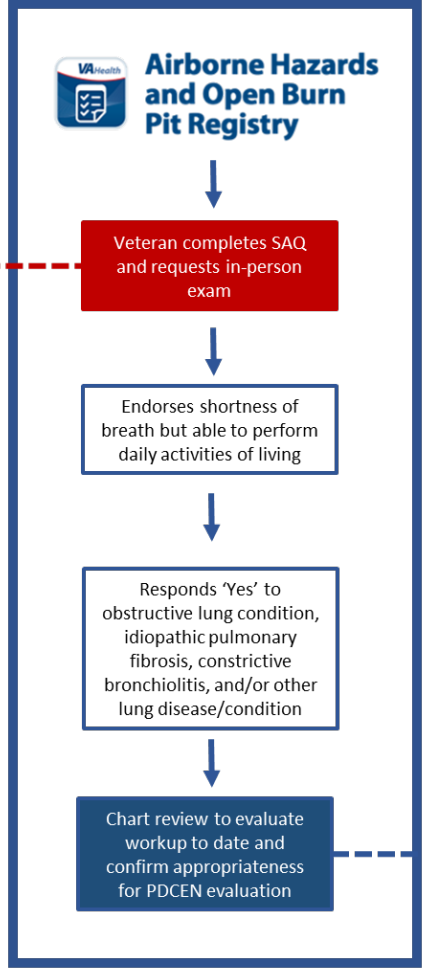 VA Health
Airborne Hazards
and Open Burn
Pit Registry
Veteran completes SAQ
and requests in-person
exam
Endorses shortness of
breath but able to perform
daily activities of living
Responds ‘Yes’ to
obstructive lung condition,
idiopathic pulmonary
fibrosis, constrictive
bronchiolitis, and/or other
lung disease/condition
Chart review to evaluate
workup to date and
confirm appropriateness
for PDCEN evaluation